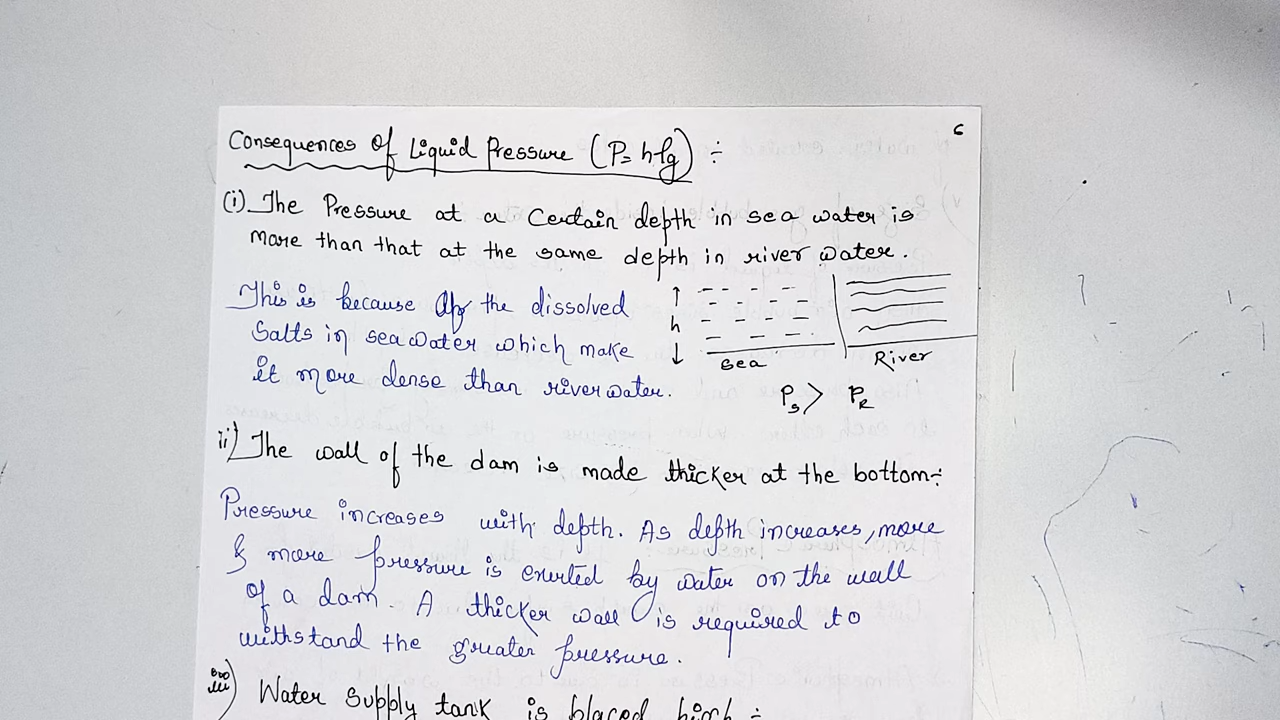 6
Consequences of Liquid Pressure (P= hρg) ÷
(i) The Pressure at a Certain depth in sea water is
more than that at the same depth in river water.
This is because of the dissolved
Salts in sea water which make
it more dense than river water.
h
Sea
River
P_S > P_R
ii) The wall of the dam is made thicker at the bottom÷
Pressure increases with depth. As depth increases, more
& more pressure is exerted by water on the wall
of a dam. A thicker wall is required to
withstand the greater pressure.
iii) Water Supply tank is placed high ÷